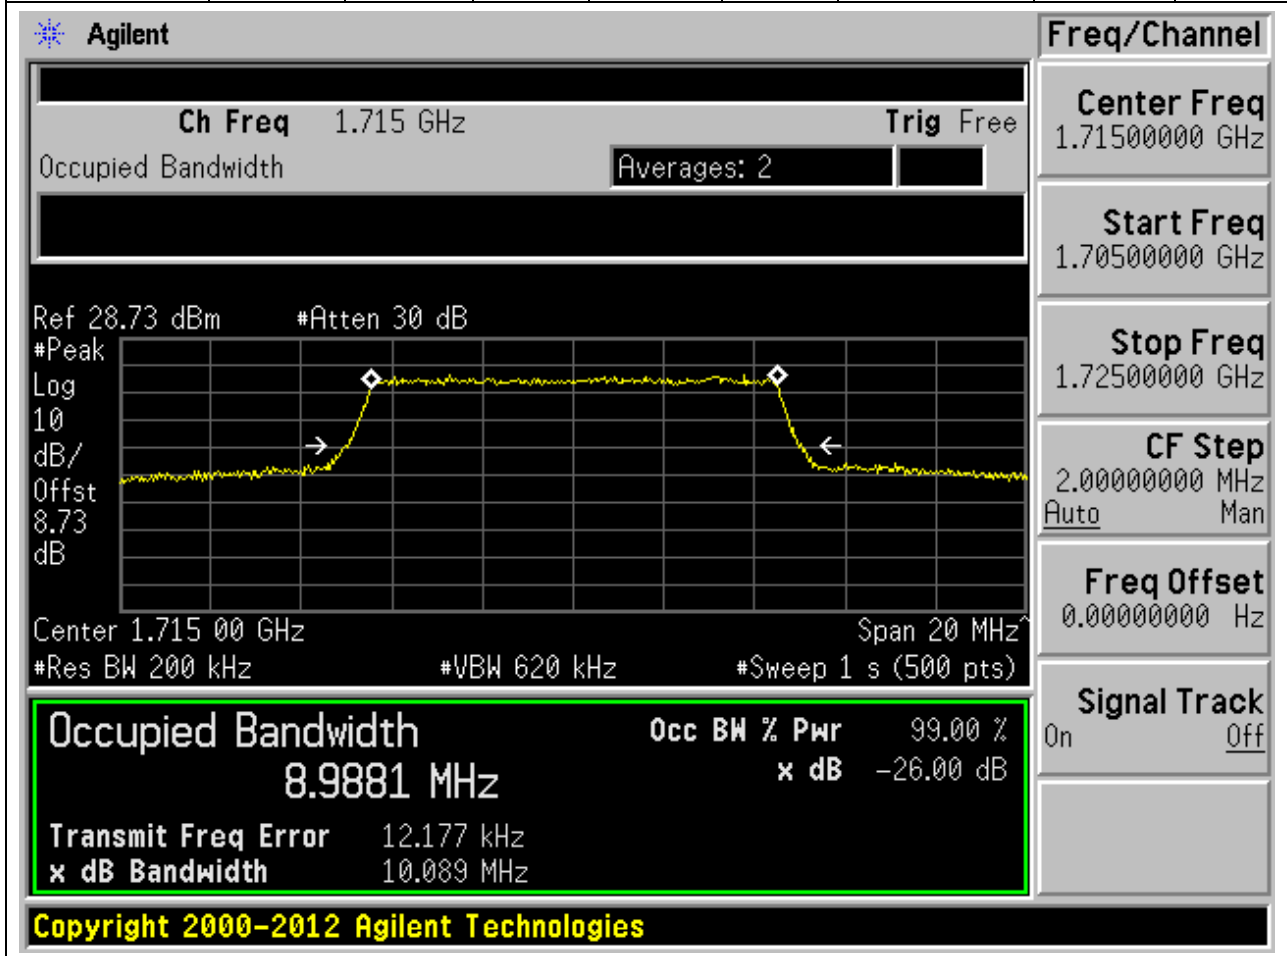 Agilent
Freq/Channel
Ch Freq 1.715 GHz Trig Free
Occupied Bandwidth Averages: 2
Center Freq
1.71500000 GHz
Start Freq
1.70500000 GHz
Stop Freq
1.72500000 GHz
CF Step
2.00000000 MHz
Auto Man
Freq Offset
0.00000000 Hz
Signal Track
On Off
Ref 28.73 dBm #Atten 30 dB
#Peak
Log
10
dB/
Offst
8.73
dB
Center 1.715 00 GHz Span 20 MHz^
#Res BW 200 kHz #VBW 620 kHz #Sweep 1 s (500 pts)
Occupied Bandwidth Occ BW % Pwr 99.00 %
8.9881 MHz x dB -26.00 dB
Transmit Freq Error 12.177 kHz
x dB Bandwidth 10.089 MHz
Copyright 2000-2012 Agilent Technologies